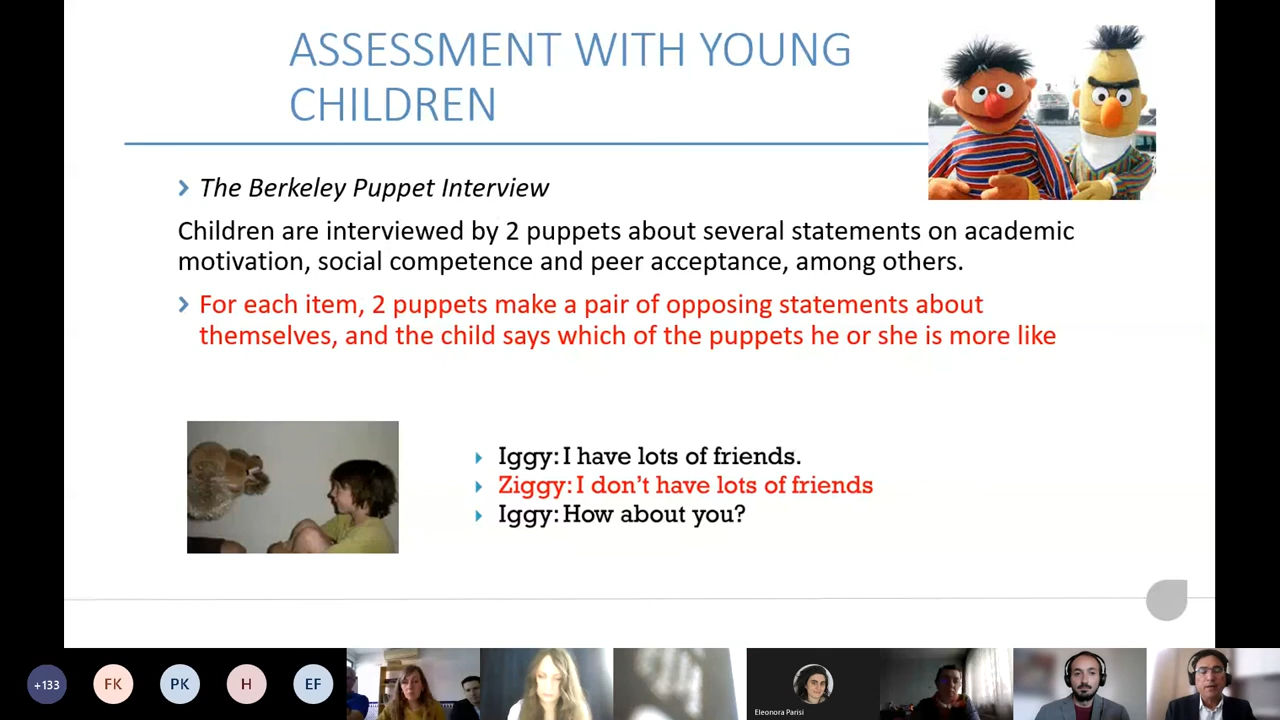 ASSESSMENT WITH YOUNG
CHILDREN
The Berkeley Puppet Interview
Children are interviewed by 2 puppets about several statements on academic
motivation, social competence and peer acceptance, among others.
For each item, 2 puppets make a pair of opposing statements about
themselves, and the child says which of the puppets he or she is more like
Iggy: I have lots of friends.
Ziggy: I don't have lots of friends
Iggy: How about you?
+133
FK
PK
H
EF
Eleonora Parisi